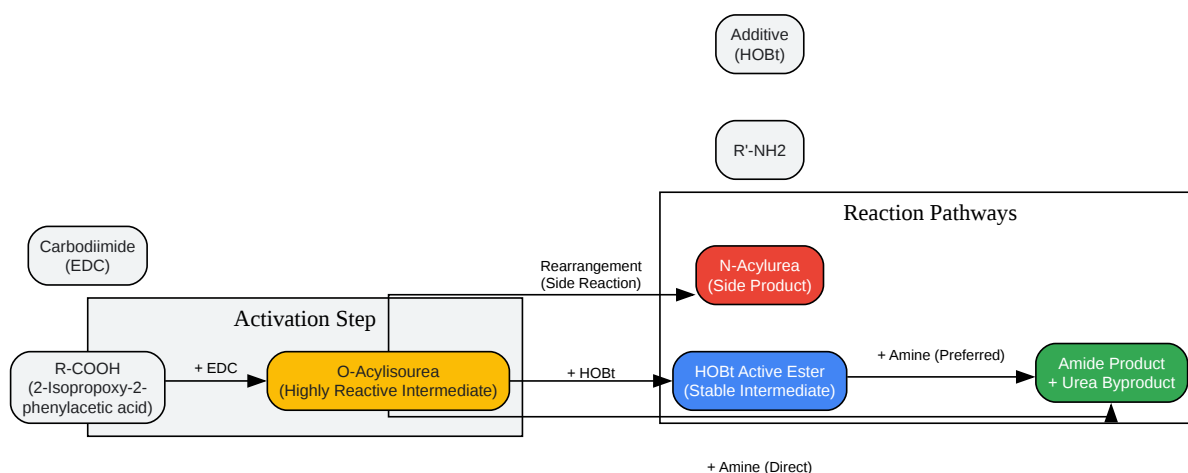 Additive
(HOBt)
R'-NH2
Reaction Pathways
Carbodiimide
(EDC)
Rearrangement
(Side Reaction)
N-Acylurea
(Side Product)
Activation Step
R-COOH
(2-Isopropoxy-2-
phenylacetic acid)
+ EDC
O-Acylisourea
(Highly Reactive Intermediate)
+ HOBt
HOBt Active Ester
(Stable Intermediate)
+ Amine (Preferred)
Amide Product
+ Urea Byproduct
+ Amine (Direct)